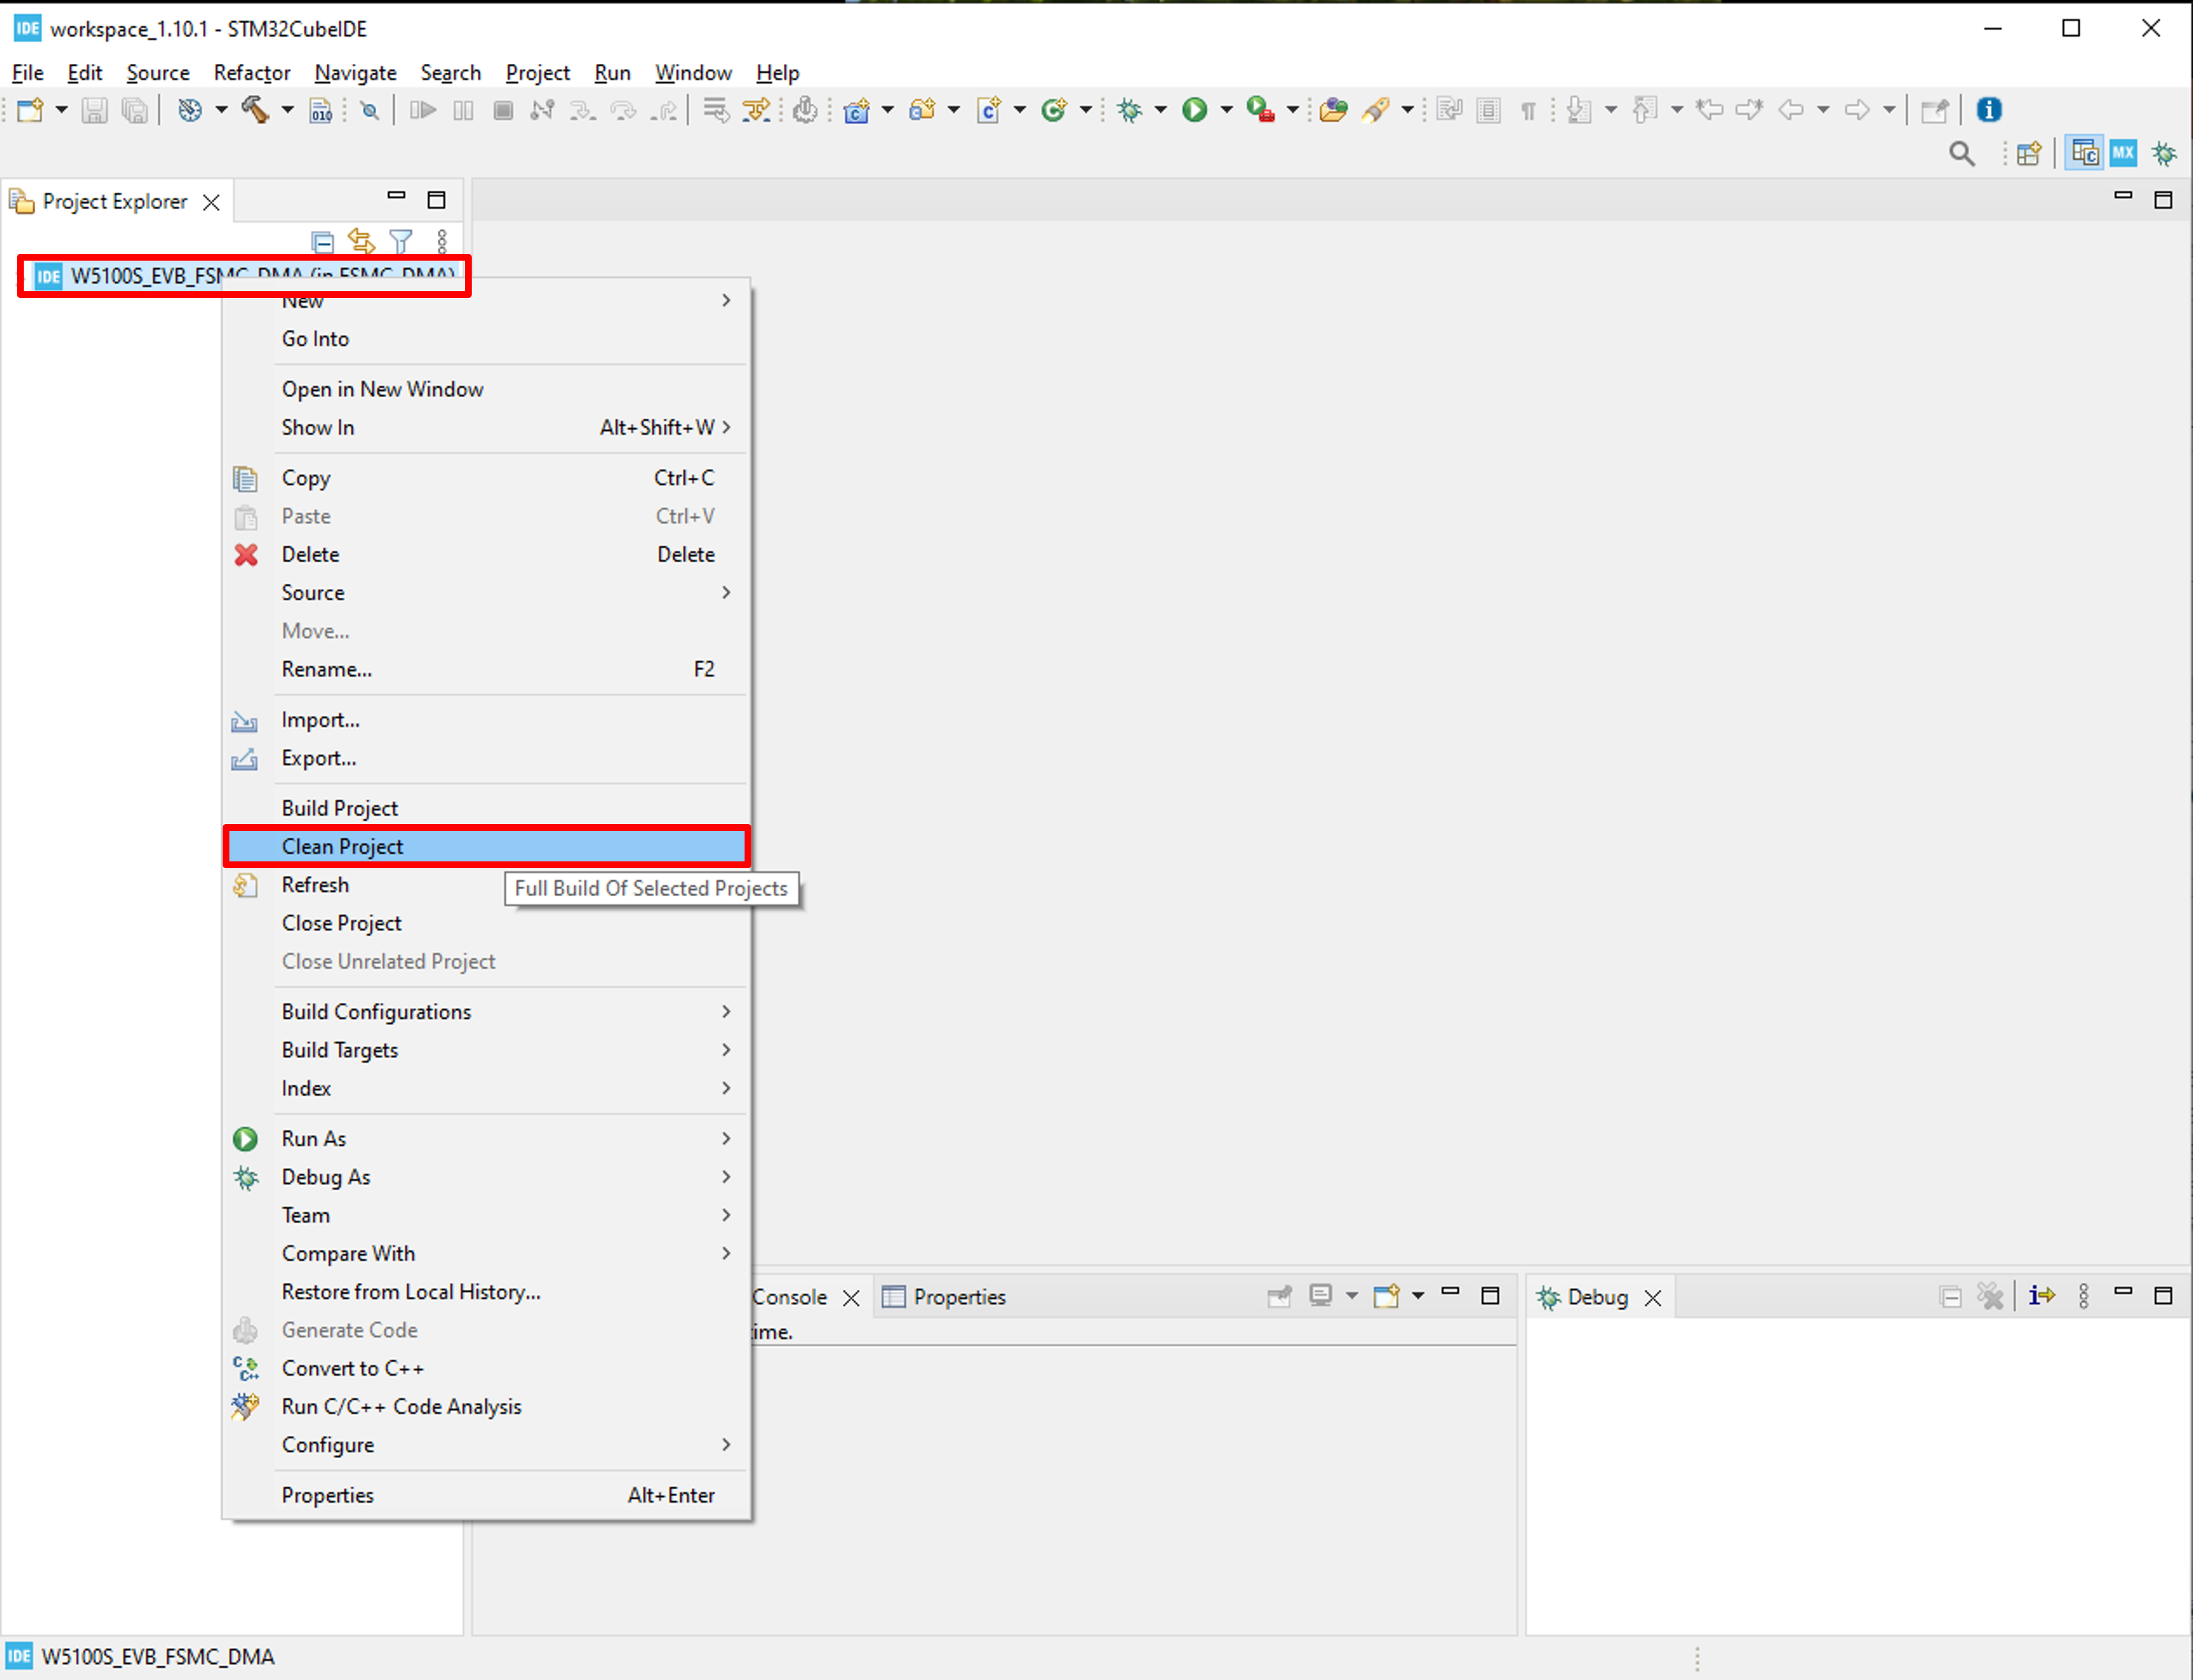 IDE workspace_1.10.1 - STM32CubeIDE
File Edit Source Refactor Navigate Search Project Run Window Help
010
MX
Project Explorer
IDE W5100S_EVB_FSMC_DMA (in FSMC_DMA)
New
Go Into
Open in New Window
Show In Alt+Shift+W
Copy Ctrl+C
Paste Ctrl+V
Delete Delete
Source
Move...
Rename... F2
Import...
Export...
Build Project
Clean Project
Refresh
Full Build Of Selected Projects
Close Project
Close Unrelated Project
Build Configurations
Build Targets
Index
Run As
Debug As
Team
Compare With
Restore from Local History...
Generate Code
Convert to C++
Run C/C++ Code Analysis
Configure
Properties Alt+Enter
Console Properties
ime.
Debug
IDE W5100S_EVB_FSMC_DMA